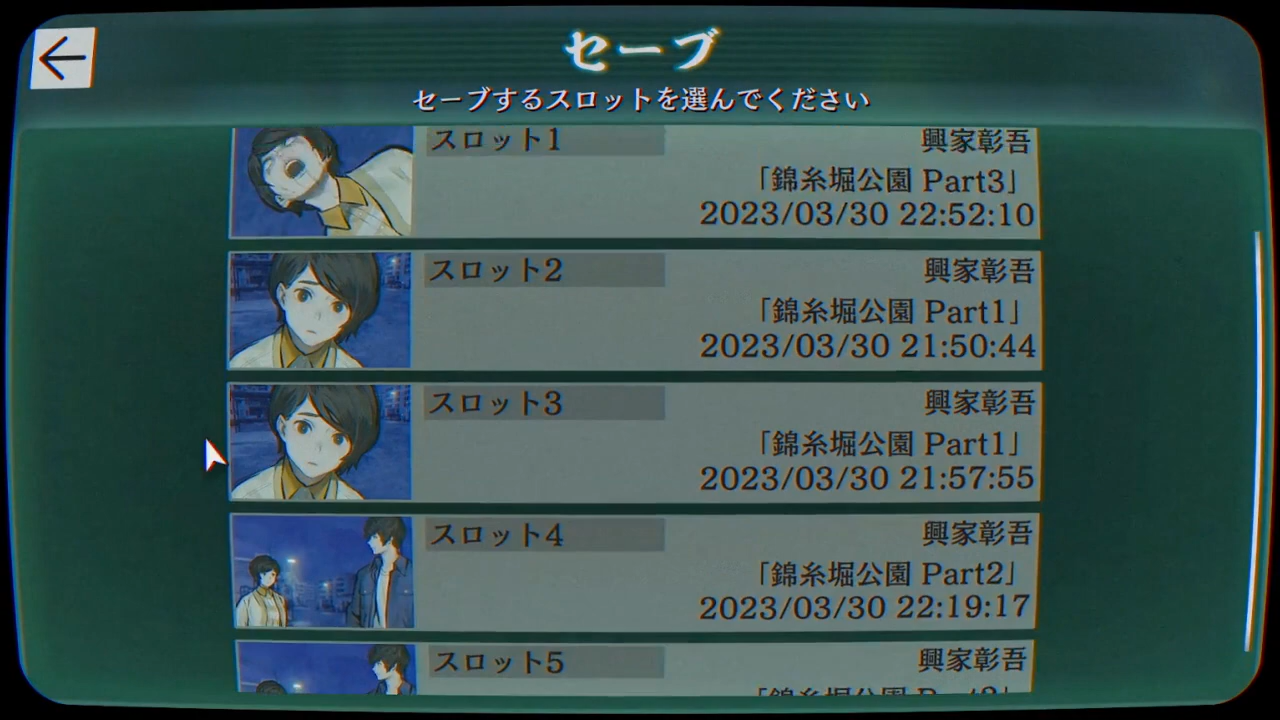 セーブ
セーブするスロットを選んでください
スロット1
興家彰吾
「錦糸堀公園 Part3」
2023/03/30 22:52:10
スロット2
興家彰吾
「錦糸堀公園 Part1」
2023/03/30 21:50:44
スロット3
興家彰吾
「錦糸堀公園 Part1」
2023/03/30 21:57:55
スロット4
興家彰吾
「錦糸堀公園 Part2」
2023/03/30 22:19:17
スロット5
興家彰吾